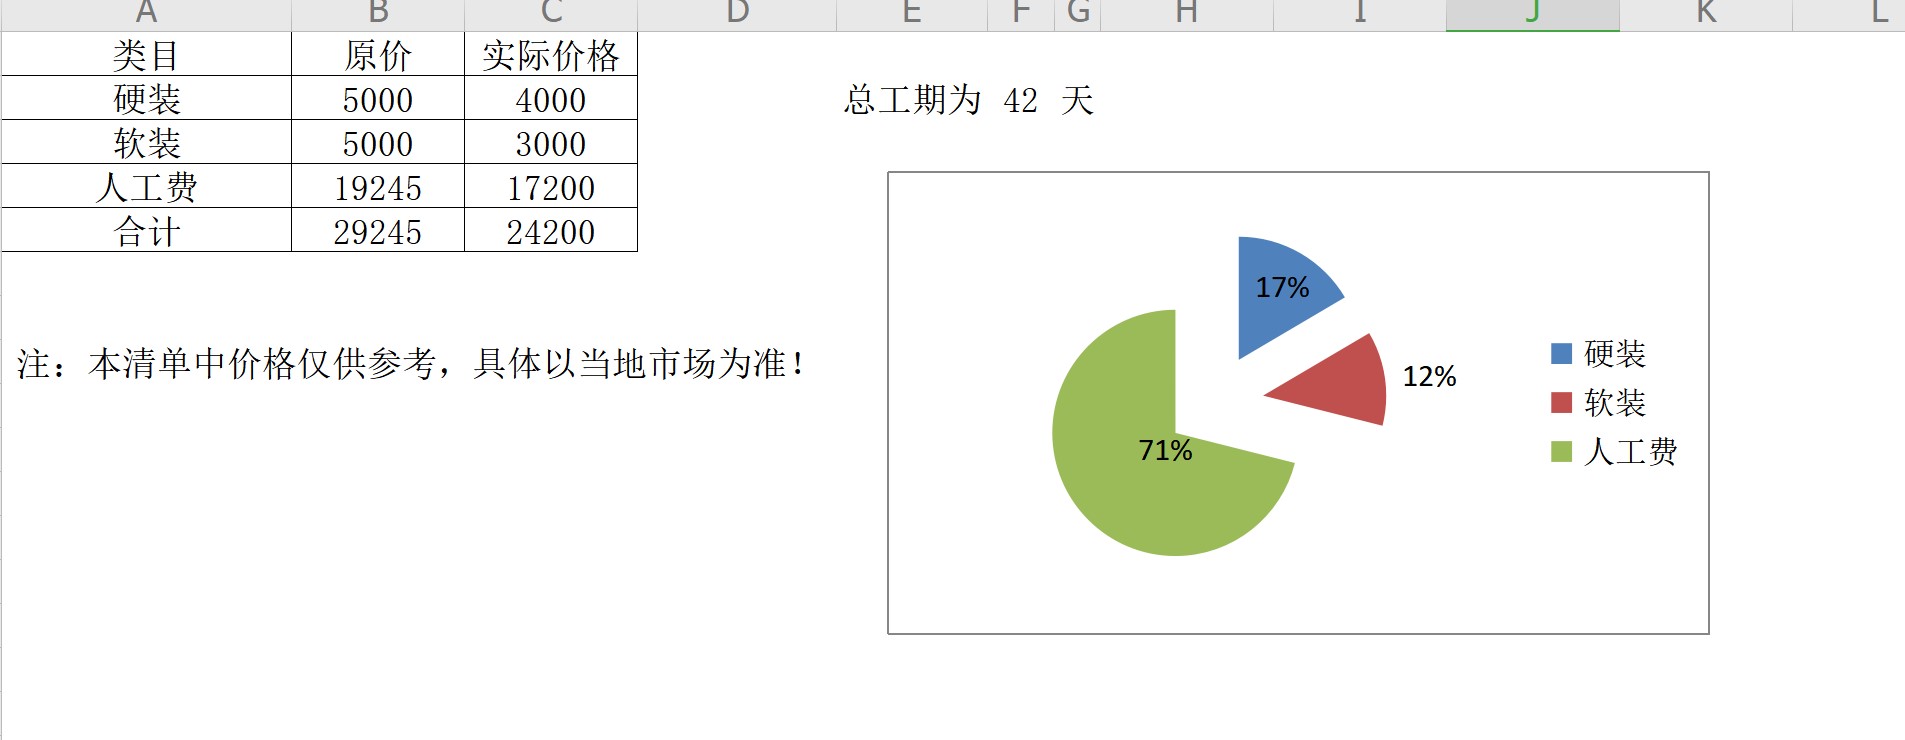 A B C D E F G H I J K L
类目 原价 实际价格
硬装 5000 4000
软装 5000 3000
人工费 19245 17200
合计 29245 24200
总工期为 42 天
注：本清单中价格仅供参考，具体以当地市场为准！
17%
12%
71%
硬装
软装
人工费